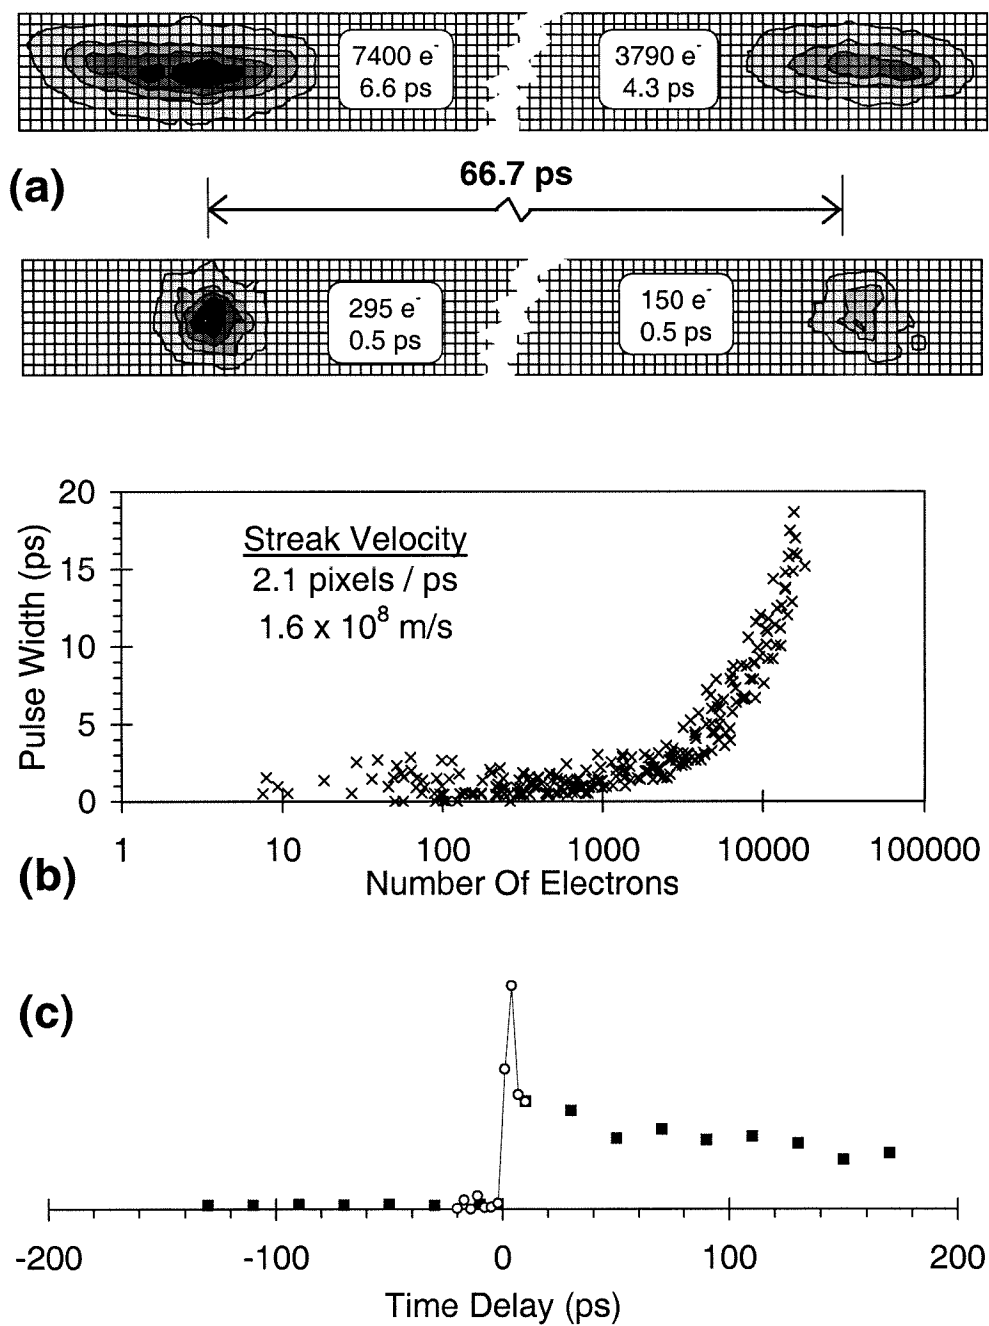 7400 e-
6.6 ps
3790 e-
4.3 ps
(a)
66.7 ps
295 e-
0.5 ps
150 e-
0.5 ps
20
15
10
5
0
Pulse Width (ps)
Streak Velocity
2.1 pixels / ps
1.6 x 10⁸ m/s
1 10 100 1000 10000 100000
(b)
Number Of Electrons
(c)
-200 -100 0 100 200
Time Delay (ps)